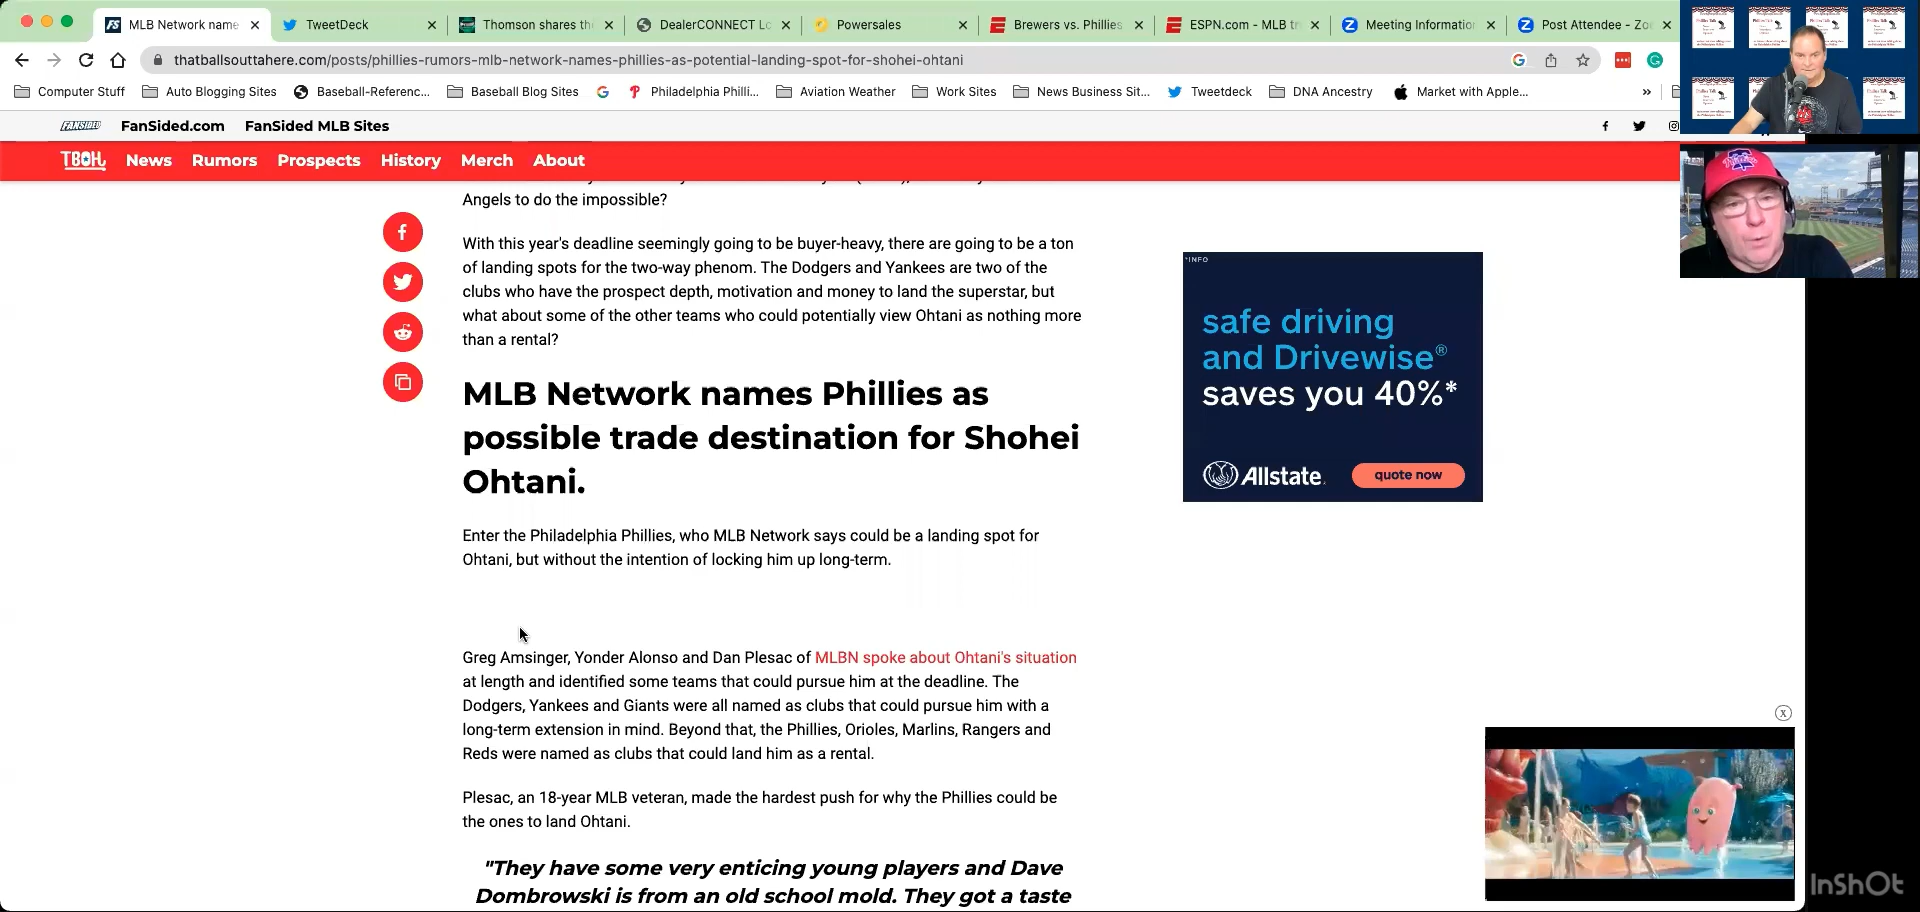 MLB Network name
TweetDeck
Thomson shares th
DealerCONNECT Lo
Powersales
Brewers vs. Phillies
ESPN.com - MLB tr
Meeting Information
Post Attendee - Zo
thatballsouttahere.com/posts/phillies-rumors-mlb-network-names-phillies-as-potential-landing-spot-for-shohei-ohtani
Computer Stuff
Auto Blogging Sites
Baseball-Referenc...
Baseball Blog Sites
Philadelphia Philli...
Aviation Weather
Work Sites
News Business Sit...
Tweetdeck
DNA Ancestry
Market with Apple...
»
FANSIDED
FanSided.com
FanSided MLB Sites
TBOH
News
Rumors
Prospects
History
Merch
About
Angels to do the impossible?
With this year's deadline seemingly going to be buyer-heavy, there are going to be a ton
of landing spots for the two-way phenom. The Dodgers and Yankees are two of the
clubs who have the prospect depth, motivation and money to land the superstar, but
what about some of the other teams who could potentially view Ohtani as nothing more
than a rental?
MLB Network names Phillies as
possible trade destination for Shohei
Ohtani.
Enter the Philadelphia Phillies, who MLB Network says could be a landing spot for
Ohtani, but without the intention of locking him up long-term.
Greg Amsinger, Yonder Alonso and Dan Plesac of MLBN spoke about Ohtani's situation
at length and identified some teams that could pursue him at the deadline. The
Dodgers, Yankees and Giants were all named as clubs that could pursue him with a
long-term extension in mind. Beyond that, the Phillies, Orioles, Marlins, Rangers and
Reds were named as clubs that could land him as a rental.
Plesac, an 18-year MLB veteran, made the hardest push for why the Phillies could be
the ones to land Ohtani.
"They have some very enticing young players and Dave
Dombrowski is from an old school mold. They got a taste
*INFO
safe driving
and Drivewise®
saves you 40%*
Allstate.
quote now
InShOt